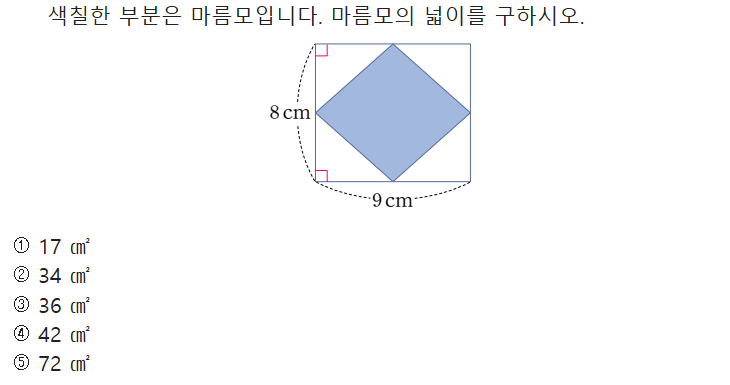 색칠한 부분은 마름모입니다. 마름모의 넓이를 구하시오.
8 cm
9 cm
① 17 ㎠
② 34 ㎠
③ 36 ㎠
④ 42 ㎠
⑤ 72 ㎠